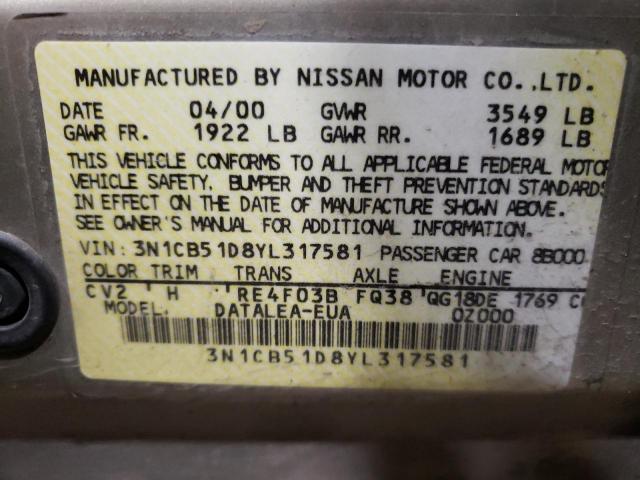 MANUFACTURED BY NISSAN MOTOR CO.,LTD.
DATE 04/00 GVWR 3549 LB
GAWR FR. 1922 LB GAWR RR. 1689 LB
THIS VEHICLE CONFORMS TO ALL APPLICABLE FEDERAL MOTOR
VEHICLE SAFETY, BUMPER AND THEFT PREVENTION STANDARDS
IN EFFECT ON THE DATE OF MANUFACTURE SHOWN ABOVE.
SEE OWNER'S MANUAL FOR ADDITIONAL INFORMATION.
VIN: 3N1CB51D8YL317581 PASSENGER CAR 8B000
COLOR TRIM TRANS AXLE ENGINE
CV2 H RE4F03B FQ38 QG18DE 1769 C
MODEL. DATALEA-EUA 0Z000
3N1CB51D8YL317581